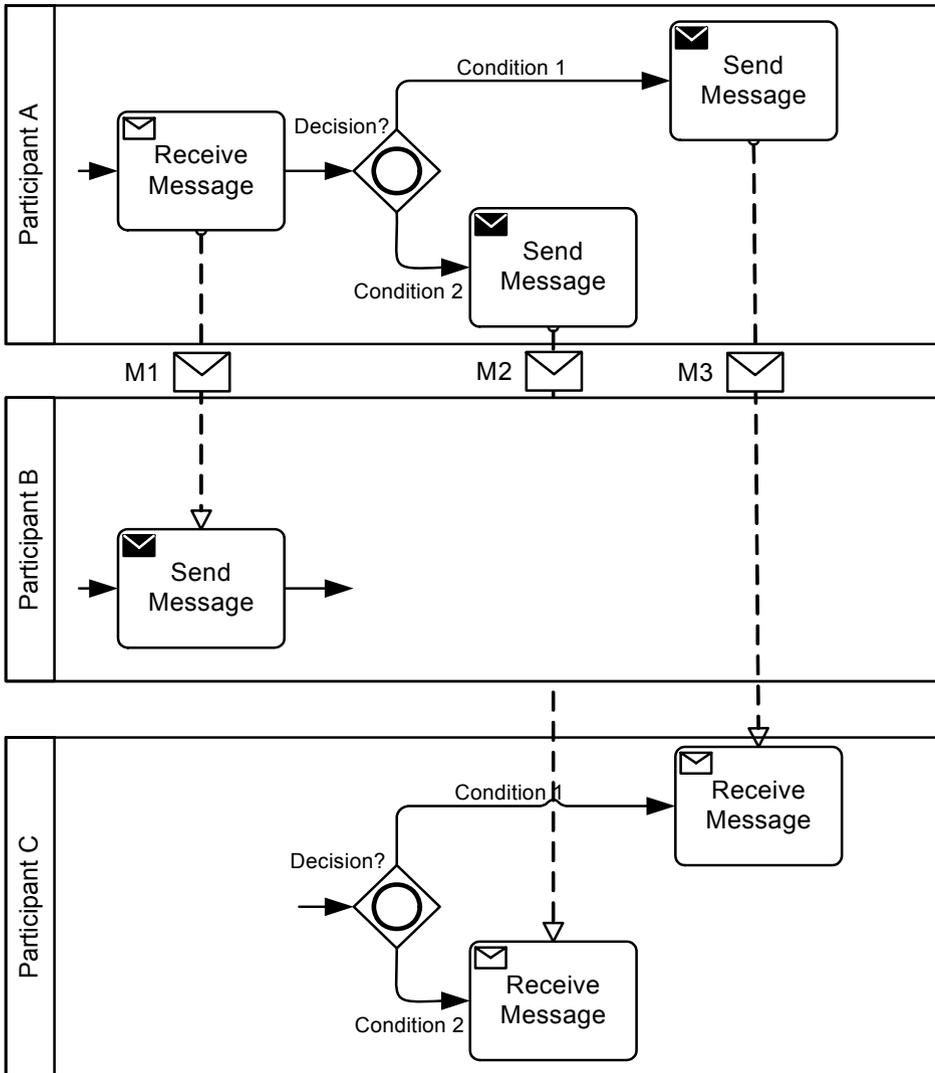 Participant A
Receive
Message
Decision?
Condition 1
Send
Message
Condition 2
Send
Message
M1
M2
M3
Participant B
Send
Message
Participant C
Decision?
Condition 1
Receive
Message
Condition 2
Receive
Message